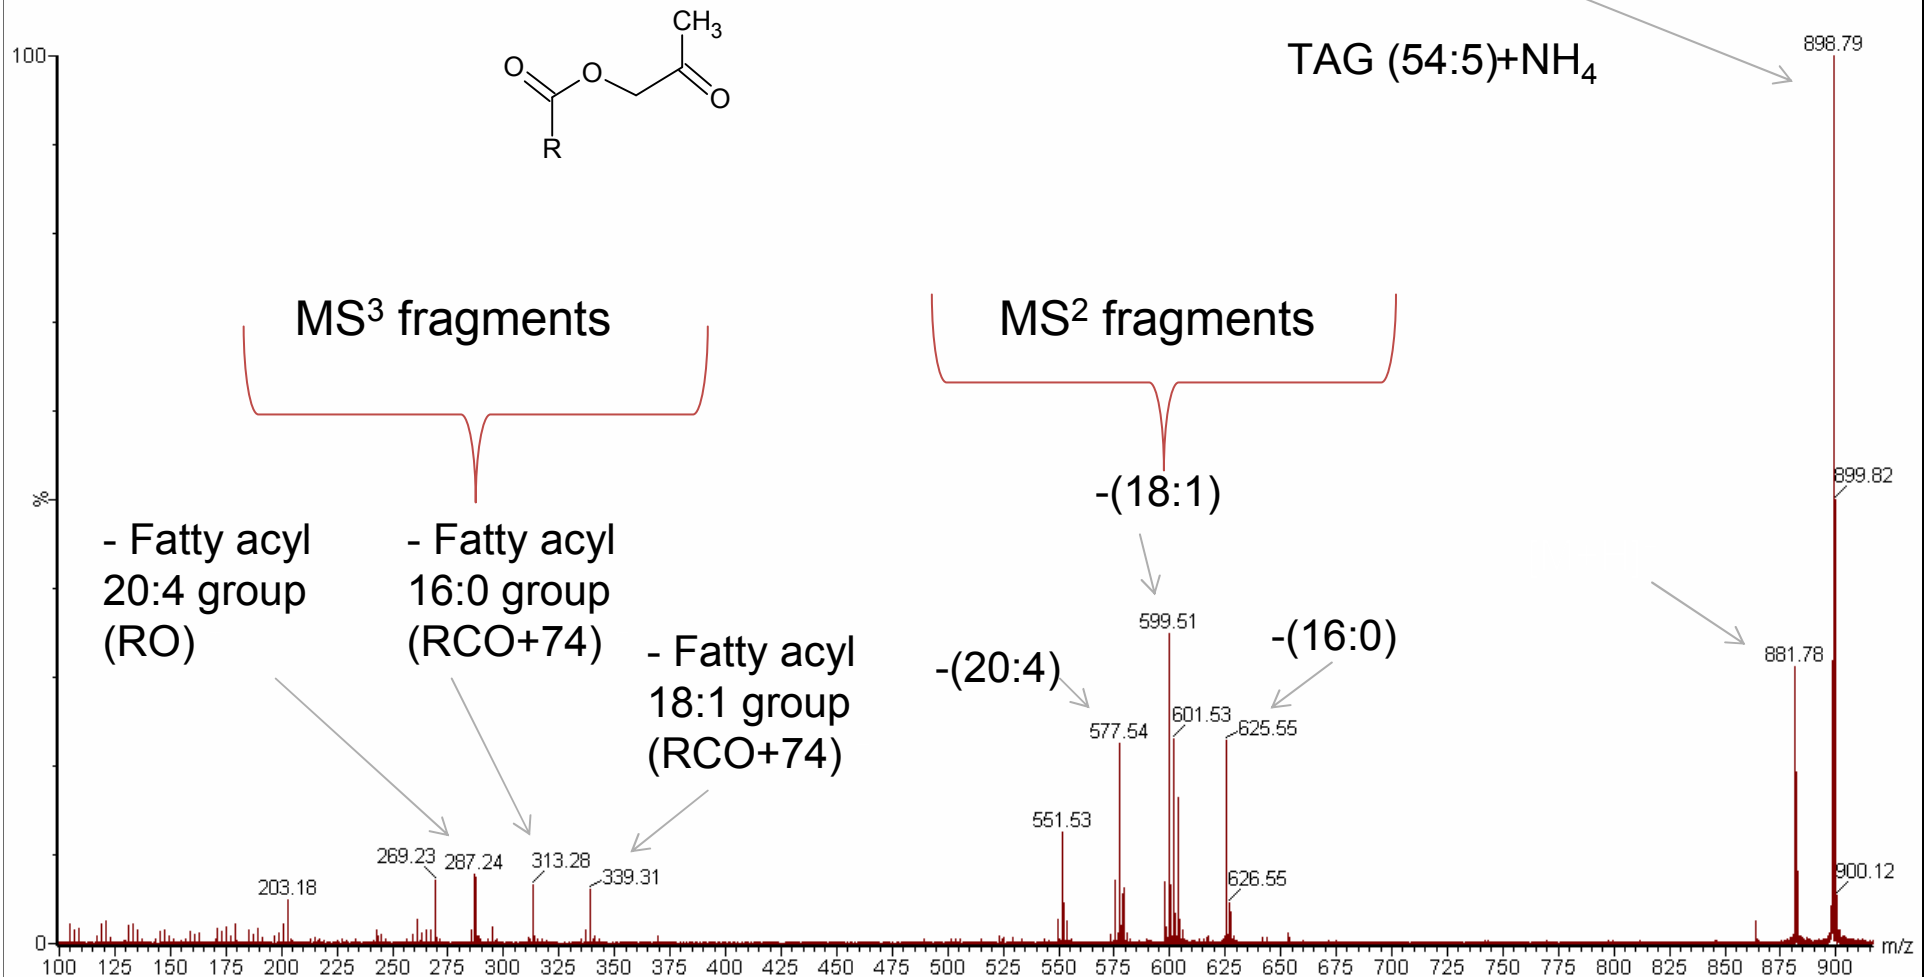 CH₃
O
O
O
R
TAG (54:5)+NH₄
898.79
100
899.82
MS³ fragments
MS² fragments
-(18:1)
%
- Fatty acyl
20:4 group
(RO)
- Fatty acyl
16:0 group
(RCO+74)
- Fatty acyl
18:1 group
(RCO+74)
-(20:4)
599.51
-(16:0)
881.78
577.54
601.53
625.55
551.53
269.23
287.24
313.28
339.31
203.18
626.55
900.12
0
100 125 150 175 200 225 250 275 300 325 350 375 400 425 450 475 500 525 550 575 600 625 650 675 700 725 750 775 800 825 850 875 900 m/z